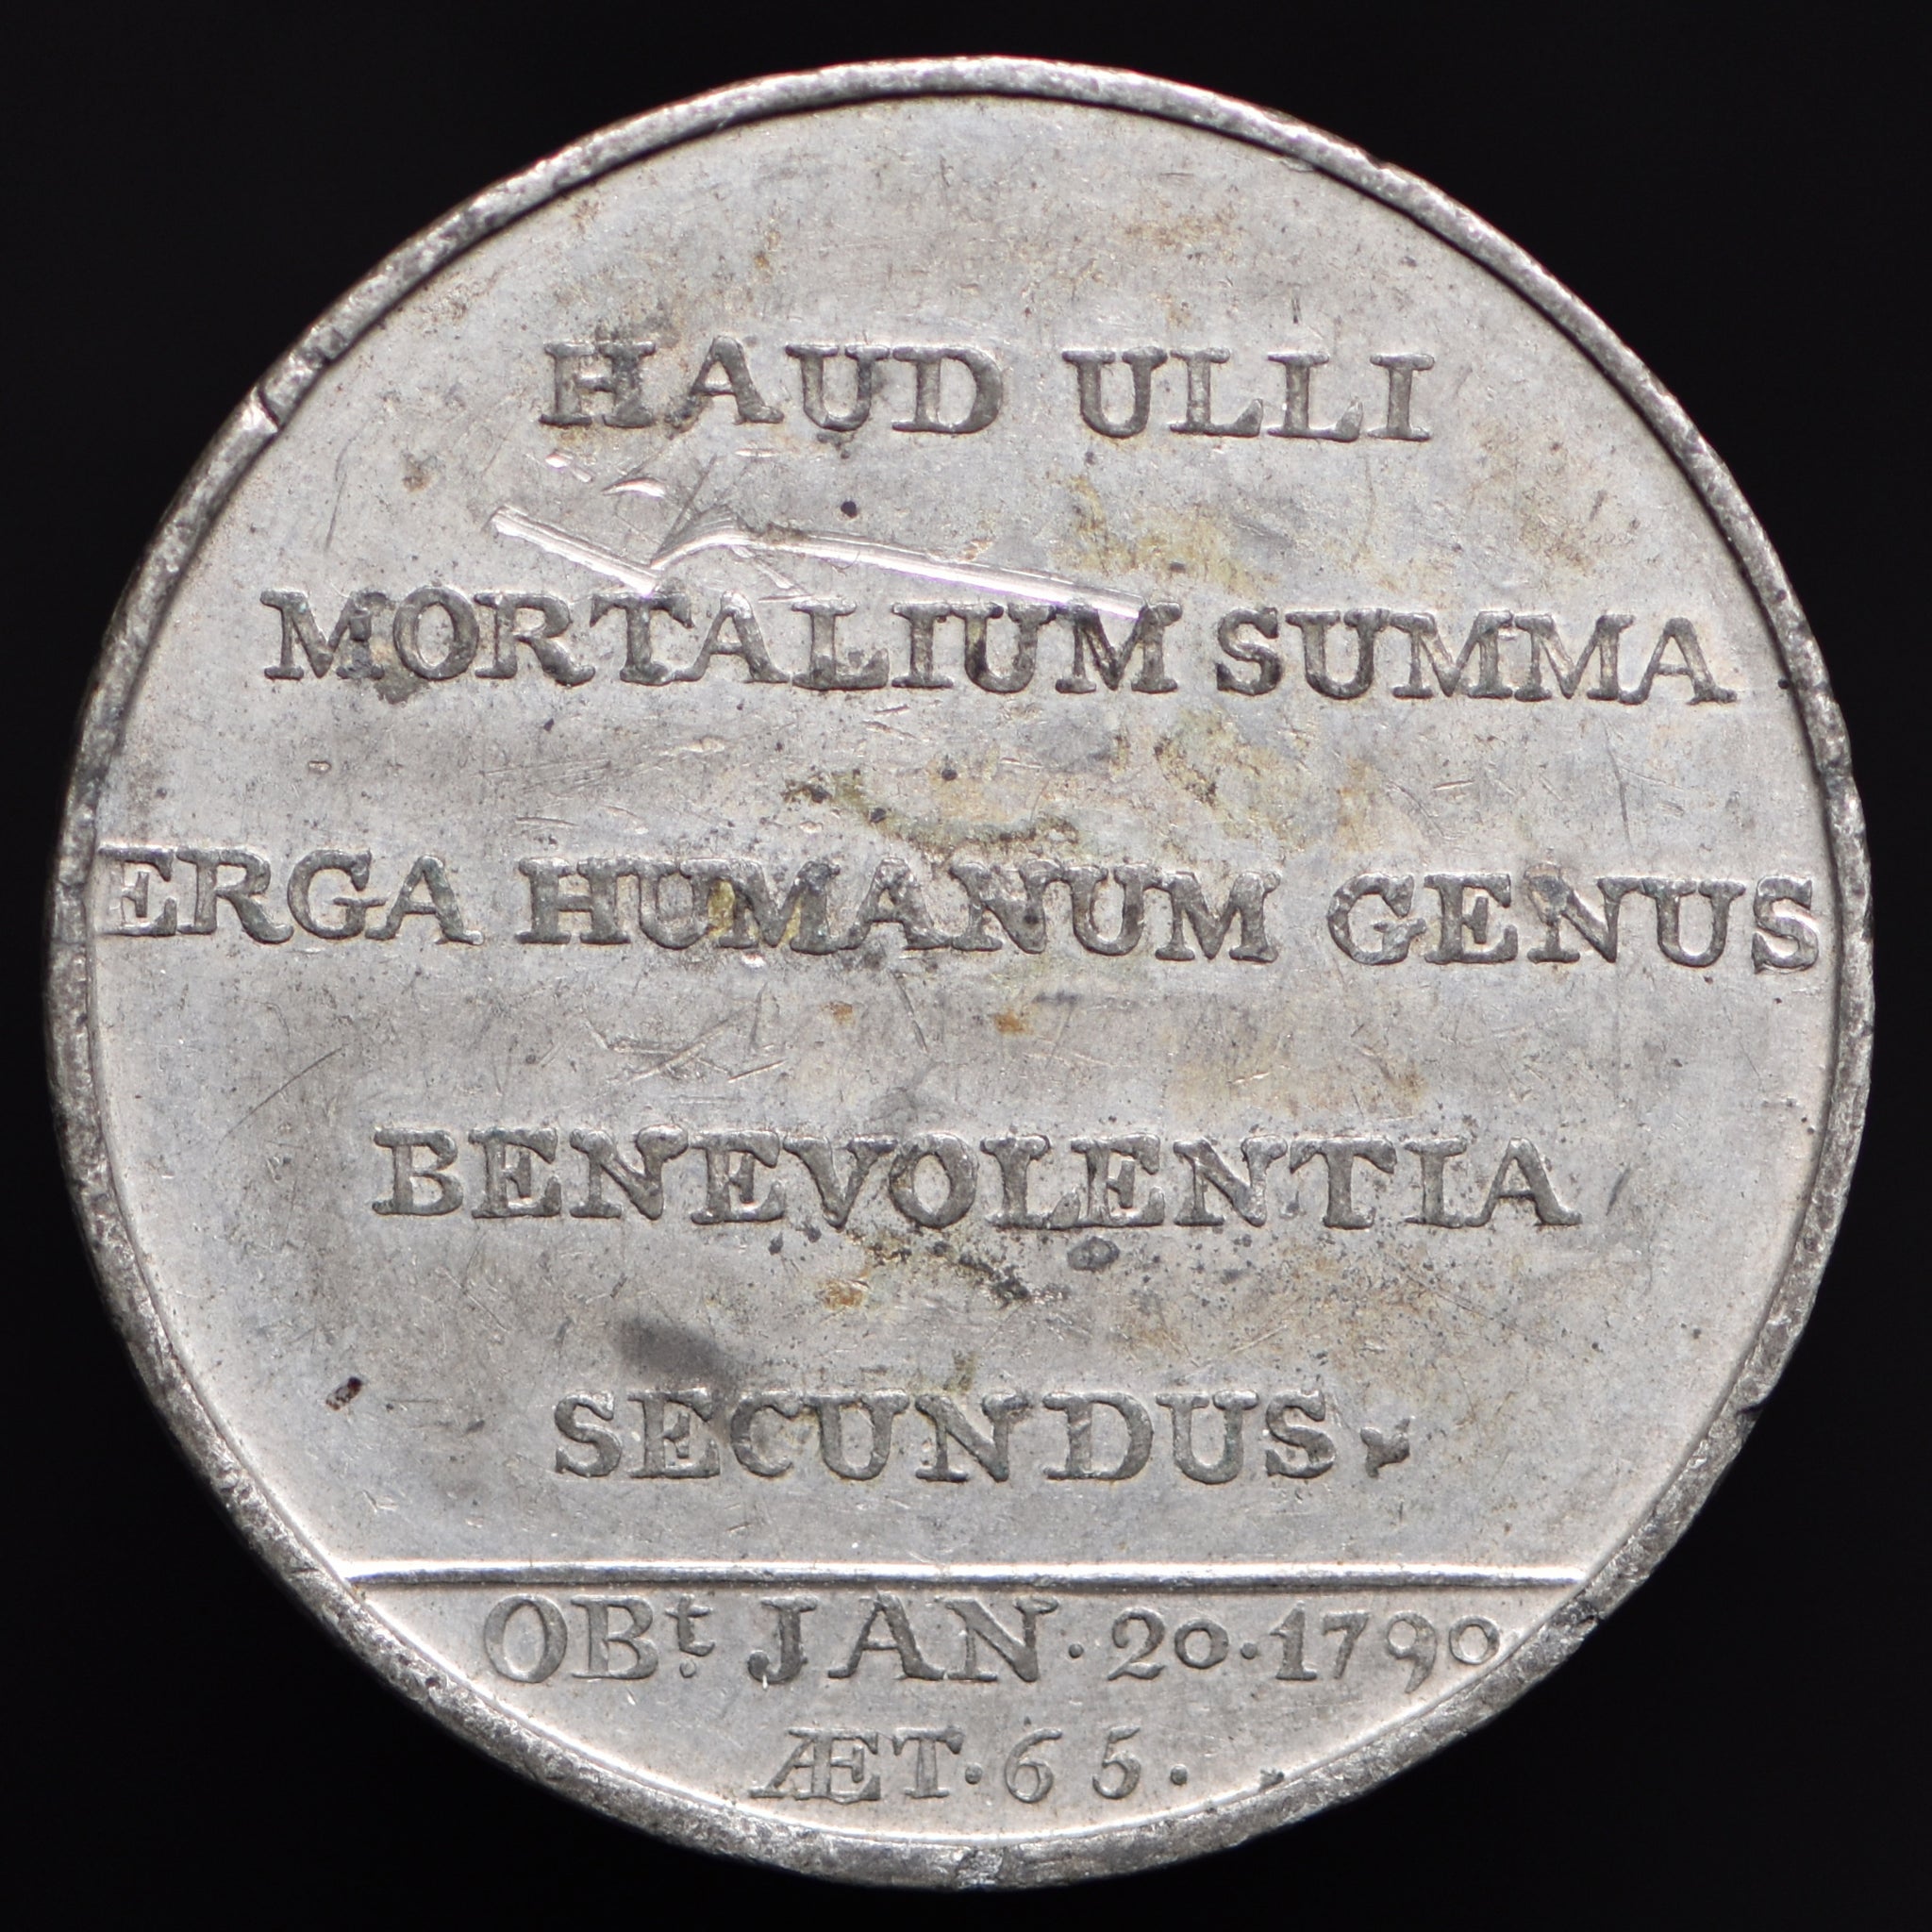 HAUD ULLI
MORTALIUM SUMMA
ERGA HUMANUM GENUS
BENEVOLENTIA
SECUNDUS.
OBt. JAN. 20. 1790
ÆT. 65.